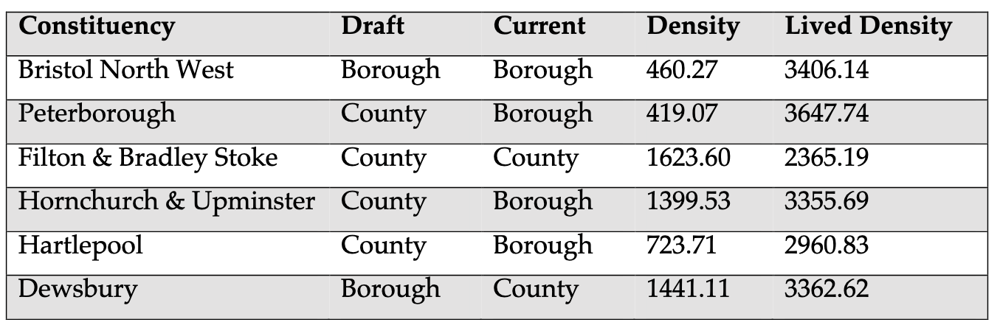 Constituency Draft Current Density Lived Density
Bristol North West Borough Borough 460.27 3406.14
Peterborough County Borough 419.07 3647.74
Filton & Bradley Stoke County County 1623.60 2365.19
Hornchurch & Upminster County Borough 1399.53 3355.69
Hartlepool County Borough 723.71 2960.83
Dewsbury Borough County 1441.11 3362.62